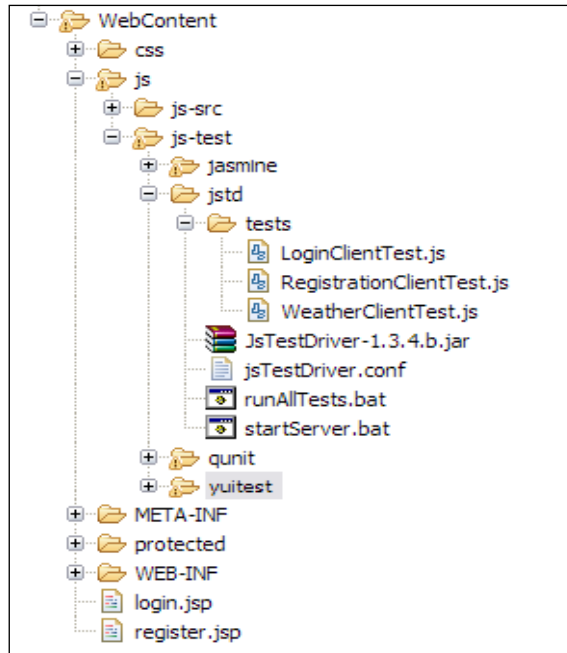 WebContent
css
js
js-src
js-test
jasmine
jstd
tests
LoginClientTest.js
RegistrationClientTest.js
WeatherClientTest.js
JsTestDriver-1.3.4.b.jar
jsTestDriver.conf
runAllTests.bat
startServer.bat
qunit
yuitest
META-INF
protected
WEB-INF
login.jsp
register.jsp